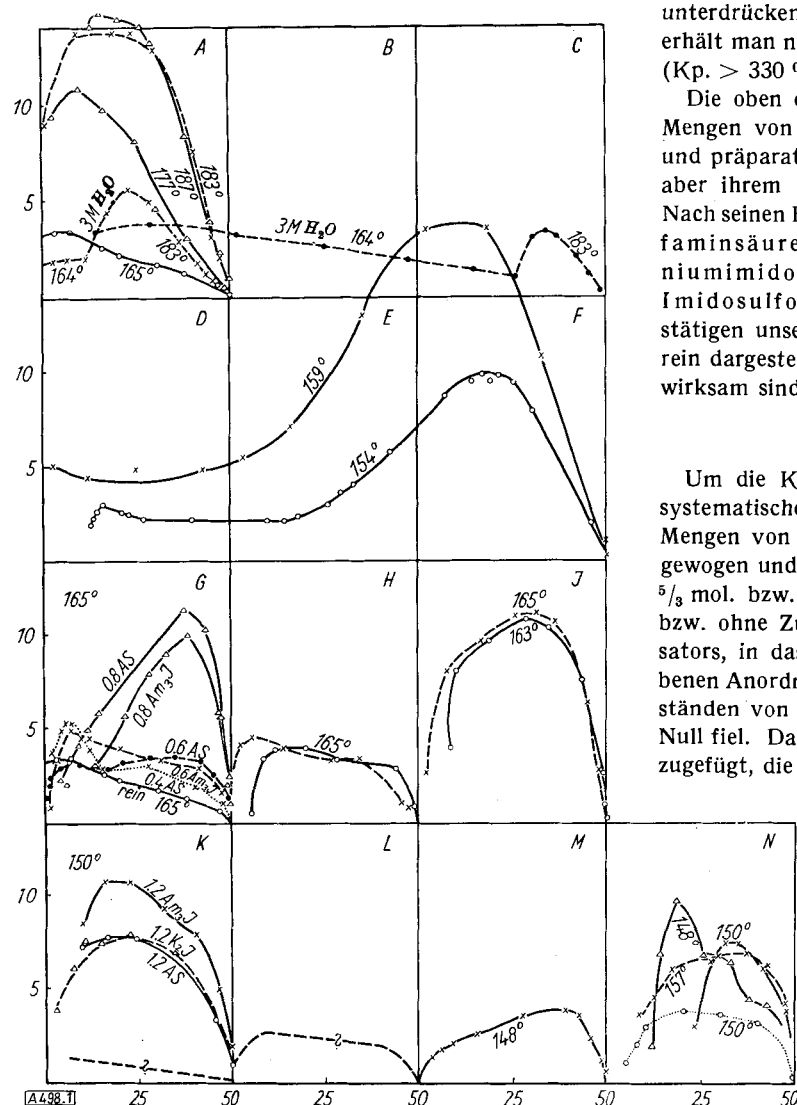 A
B
C
10
5
3M H₂O
164°
183°
177°
187°
183°
165°
3M H₂O
164°
183°
D
E
F
10
5
159°
154°
G
H
J
165°
10
5
0.8 AS
0.8 Am₃J
0.6 AS
0.6 Am₃J
0.4 AS
rein 165°
165°
165°
163°
K
L
M
N
150°
10
5
1.2 Am₃J
1.2 K₃J
1.2 AS
?
?
148°
148°
150°
157°
150°
25 50 25 50 25 50 25 50
A 498.1
unterdrücken
erhält man n
(Kp. > 330 °
Die oben e
Mengen von
und präparat
aber ihrem
Nach seinen
faminsäure
niumimido
Imidosulfo
stätigen unse
rein dargeste
wirksam sind
Um die K
systematische
Mengen von
gewogen und
⁵/₃ mol. bzw.
bzw. ohne Zu
sators, in das
benen Anordr
ständen von
Null fiel. Da
zugefügt, die